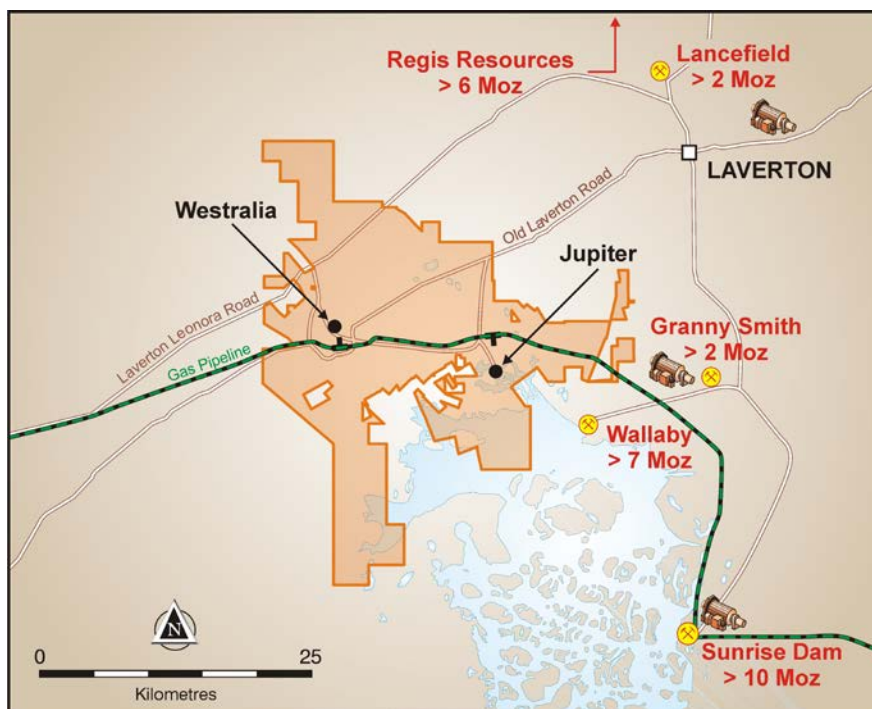 Regis Resources
> 6 Moz
Lancefield
> 2 Moz
LAVERTON
Westralia
Old Laverton Road
Jupiter
Laverton Leonora Road
Gas Pipeline
Granny Smith
> 2 Moz
Wallaby
> 7 Moz
N
0
25
Kilometres
Sunrise Dam
> 10 Moz